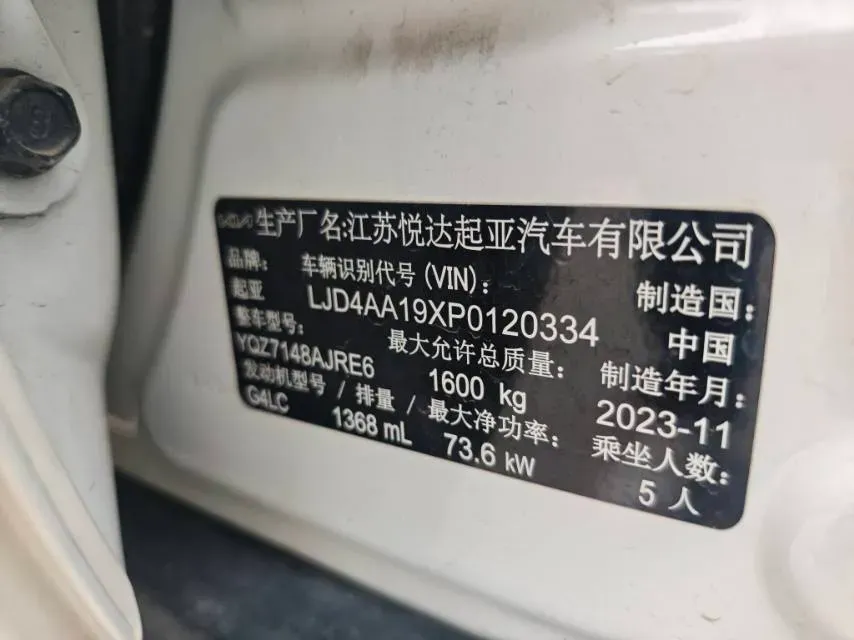 KIA 生产厂名:江苏悦达起亚汽车有限公司
品牌: 车辆识别代号(VIN): 制造国:
起亚 LJD4AA19XP0120334 中国
整车型号: 最大允许总质量: 制造年月:
YQZ7148AJRE6 1600 kg 2023-11
发动机型号/排量/最大净功率: 乘坐人数:
G4LC 1368 mL 73.6 kW 5 人